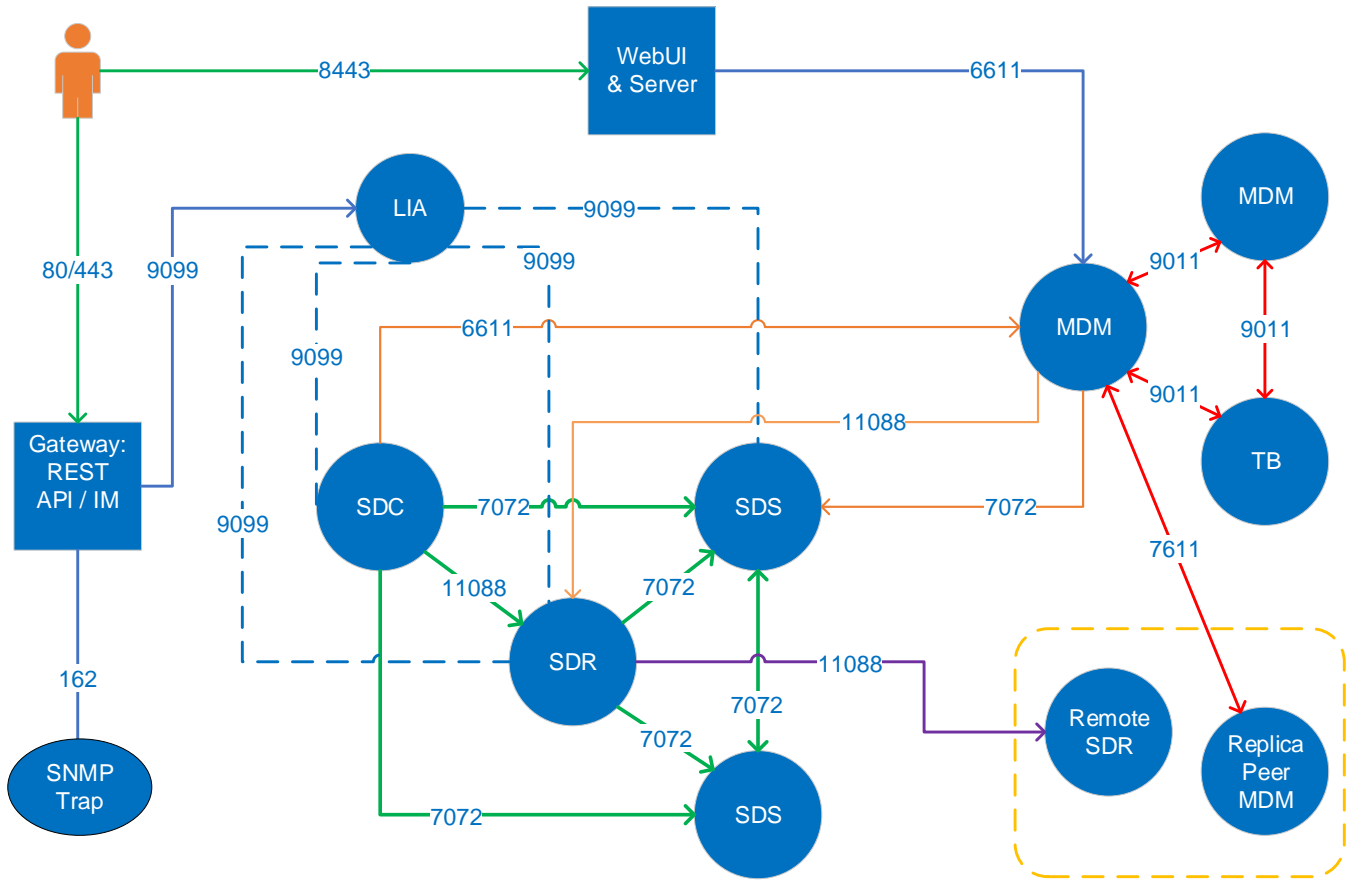 8443
WebUI
& Server
6611
LIA
9099
MDM
80/443
9099
9099
9011
9011
6611
MDM
9099
9011
11088
TB
Gateway:
REST
API / IM
SDC
7072
SDS
7072
9099
7611
11088
7072
SDR
11088
162
7072
7072
Remote
SDR
Replica
Peer
MDM
SNMP
Trap
7072
SDS